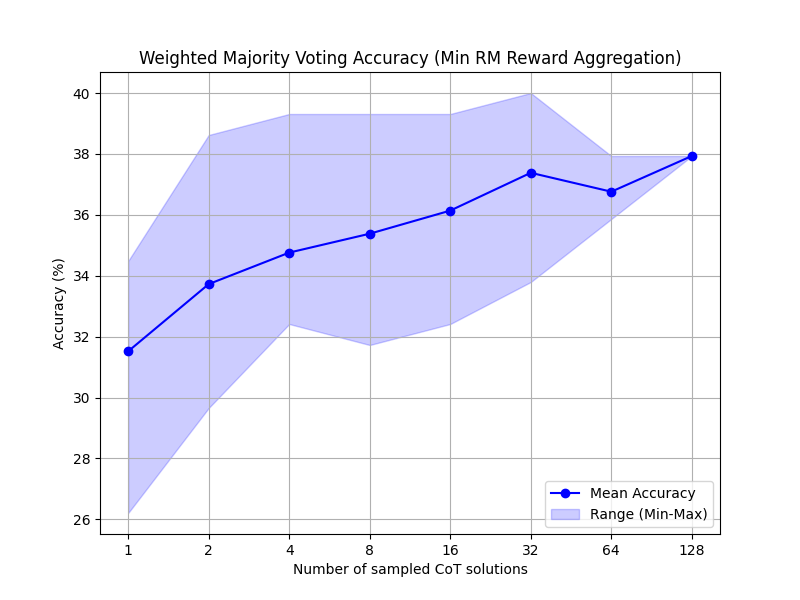 Weighted Majority Voting Accuracy (Min RM Reward Aggregation)
40
38
36
34
32
30
28
26
Accuracy (%)
Mean Accuracy
Range (Min-Max)
1 2 4 8 16 32 64 128
Number of sampled CoT solutions